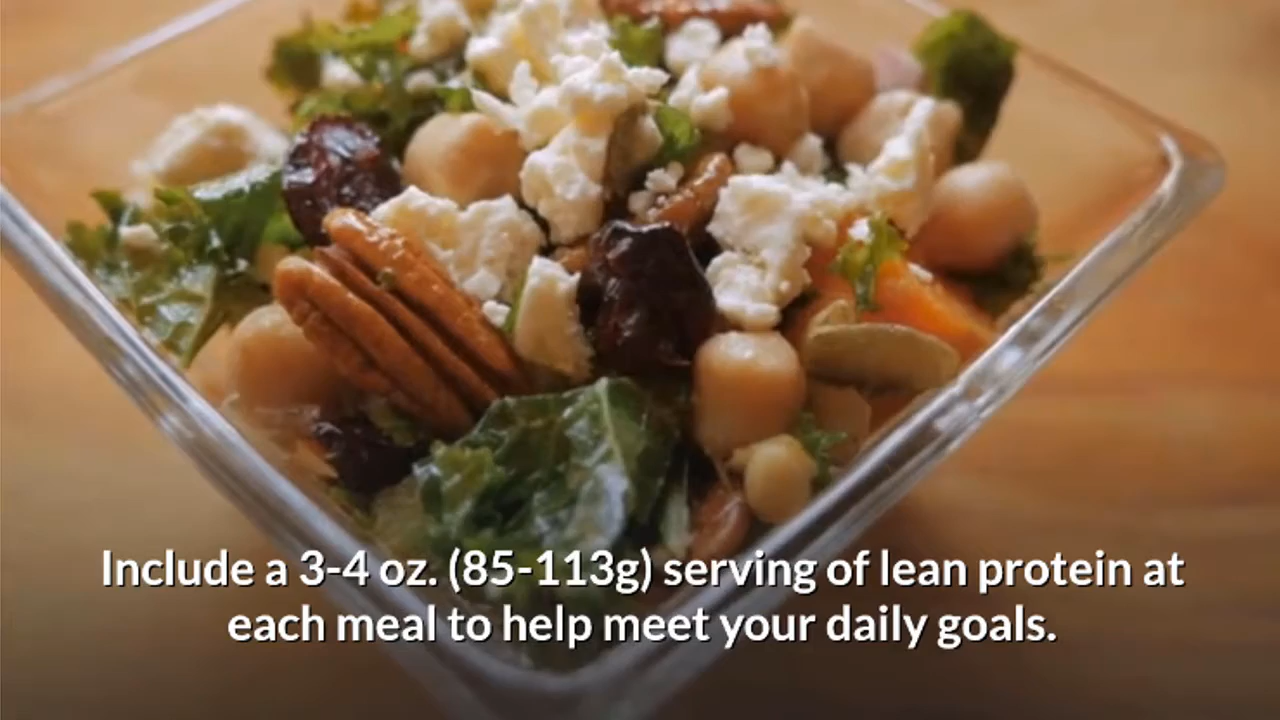 Include a 3-4 oz. (85-113g) serving of lean protein at
each meal to help meet your daily goals.